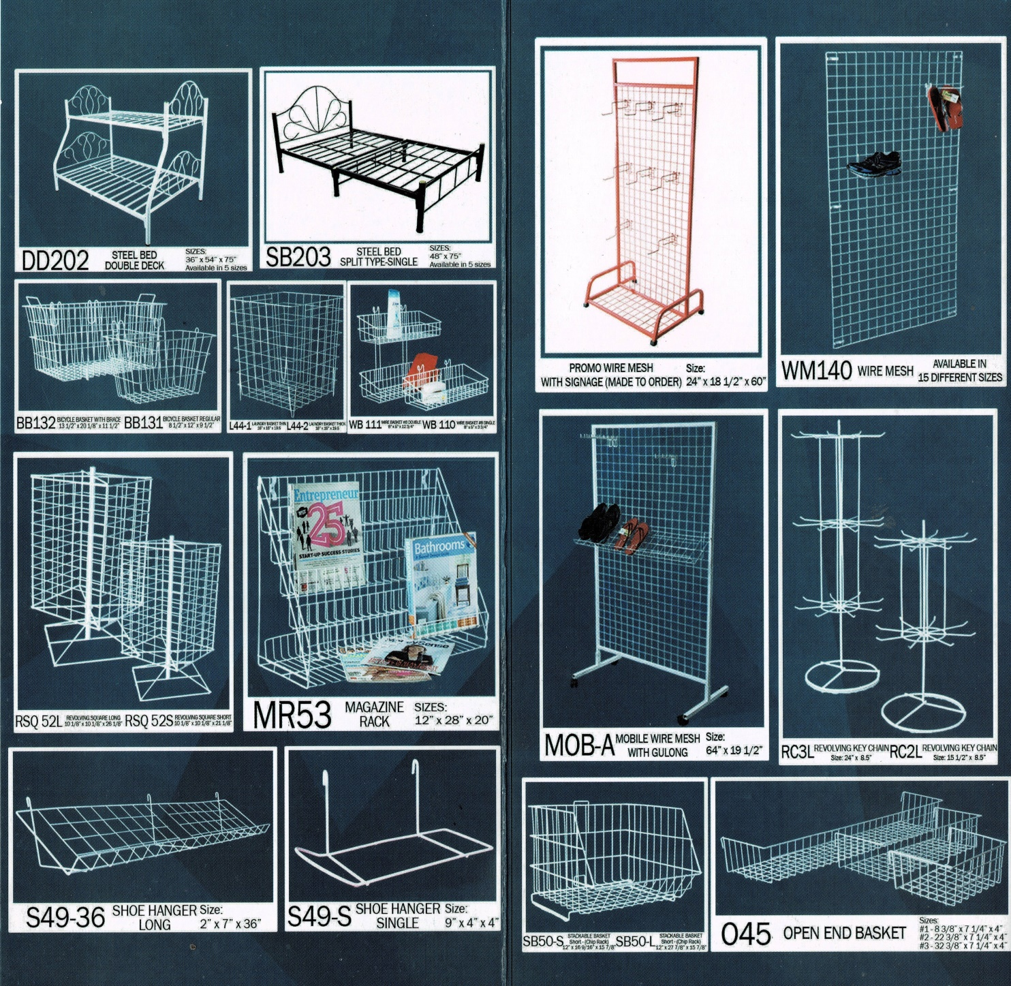 DD202
STEEL BED
DOUBLE DECK
SIZES:
36" x 54" x 75"
Available in 5 sizes
SB203
STEEL BED
SPLIT TYPE-SINGLE
SIZES:
48" x 75"
Available in 5 sizes
BB132 BICYCLE BASKET WITH BRACE
13 1/2" x 20 1/8" x 11 1/2"
BB131 BICYCLE BASKET REGULAR
8 1/2" x 12" x 9 1/2"
L44-1 LAUNDRY BASKET THIN
L44-2 LAUNDRY BASKET THICK
WB 111 WIRE BASKET #8 DOUBLE
WB 110 WIRE BASKET #8 SINGLE
RSQ 52L REVOLVING SQUARE LONG
10 1/8" x 10 1/8" x 26 1/8"
RSQ 52S REVOLVING SQUARE SHORT
10 1/8" x 10 1/8" x 21 1/8"
Entrepreneur
25
START-UP SUCCESS STORIES
Bathrooms
MR53
MAGAZINE
RACK
SIZES:
12" x 28" x 20"
S49-36
SHOE HANGER
LONG
Size:
2" x 7" x 36"
S49-S
SHOE HANGER
SINGLE
Size:
9" x 4" x 4"
PROMO WIRE MESH
WITH SIGNAGE (MADE TO ORDER)
Size:
24" x 18 1/2" x 60"
WM140 WIRE MESH
AVAILABLE IN
15 DIFFERENT SIZES
MOB-A
MOBILE WIRE MESH
WITH GULONG
Size:
64" x 19 1/2"
RC3L REVOLVING KEY CHAIN
Size: 24" x 8.5"
RC2L REVOLVING KEY CHAIN
Size: 15 1/2" x 8.5"
SB50-S STACKABLE BASKET
Short - (Chip Rack)
12" x 16 9/16" x 15 7/8"
SB50-L STACKABLE BASKET
Short - (Chip Rack)
12" x 27 7/8" x 15 7/8"
045 OPEN END BASKET
Sizes:
#1 - 8 3/8" x 7 1/4" x 4"
#2 - 22 3/8" x 7 1/4" x 4"
#3 - 32 3/8" x 7 1/4" x 4"